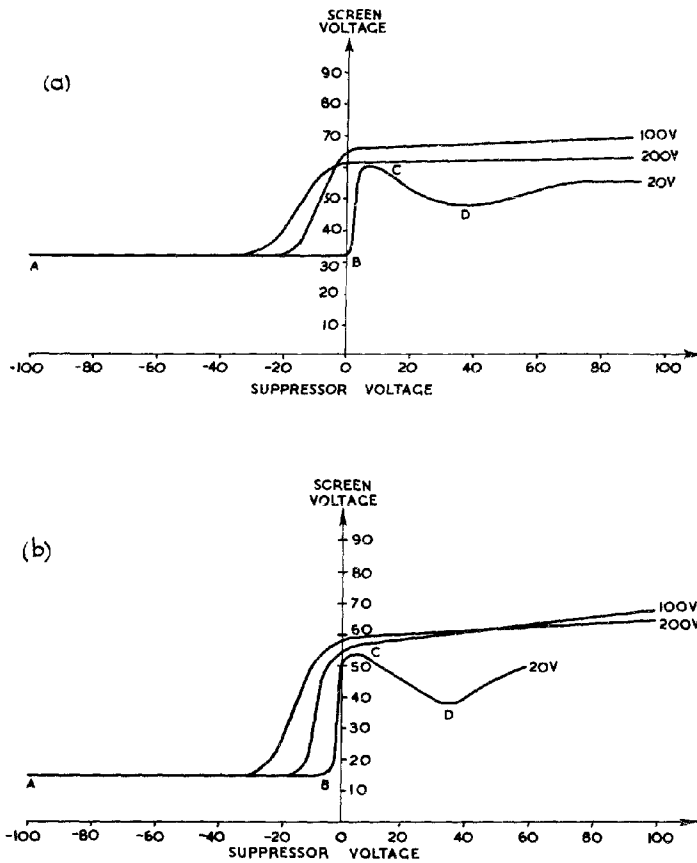 SCREEN
VOLTAGE
(a)
90
80
70
60
50
40
30
20
10
100V
200V
20V
A
B
C
D
-100 -80 -60 -40 -20 0 20 40 60 80 100
SUPPRESSOR VOLTAGE
SCREEN
VOLTAGE
(b)
90
80
70
60
50
40
30
20
10
100V
200V
20V
A
B
C
D
-100 -80 -60 -40 -20 0 20 40 60 80 100
SUPPRESSOR VOLTAGE